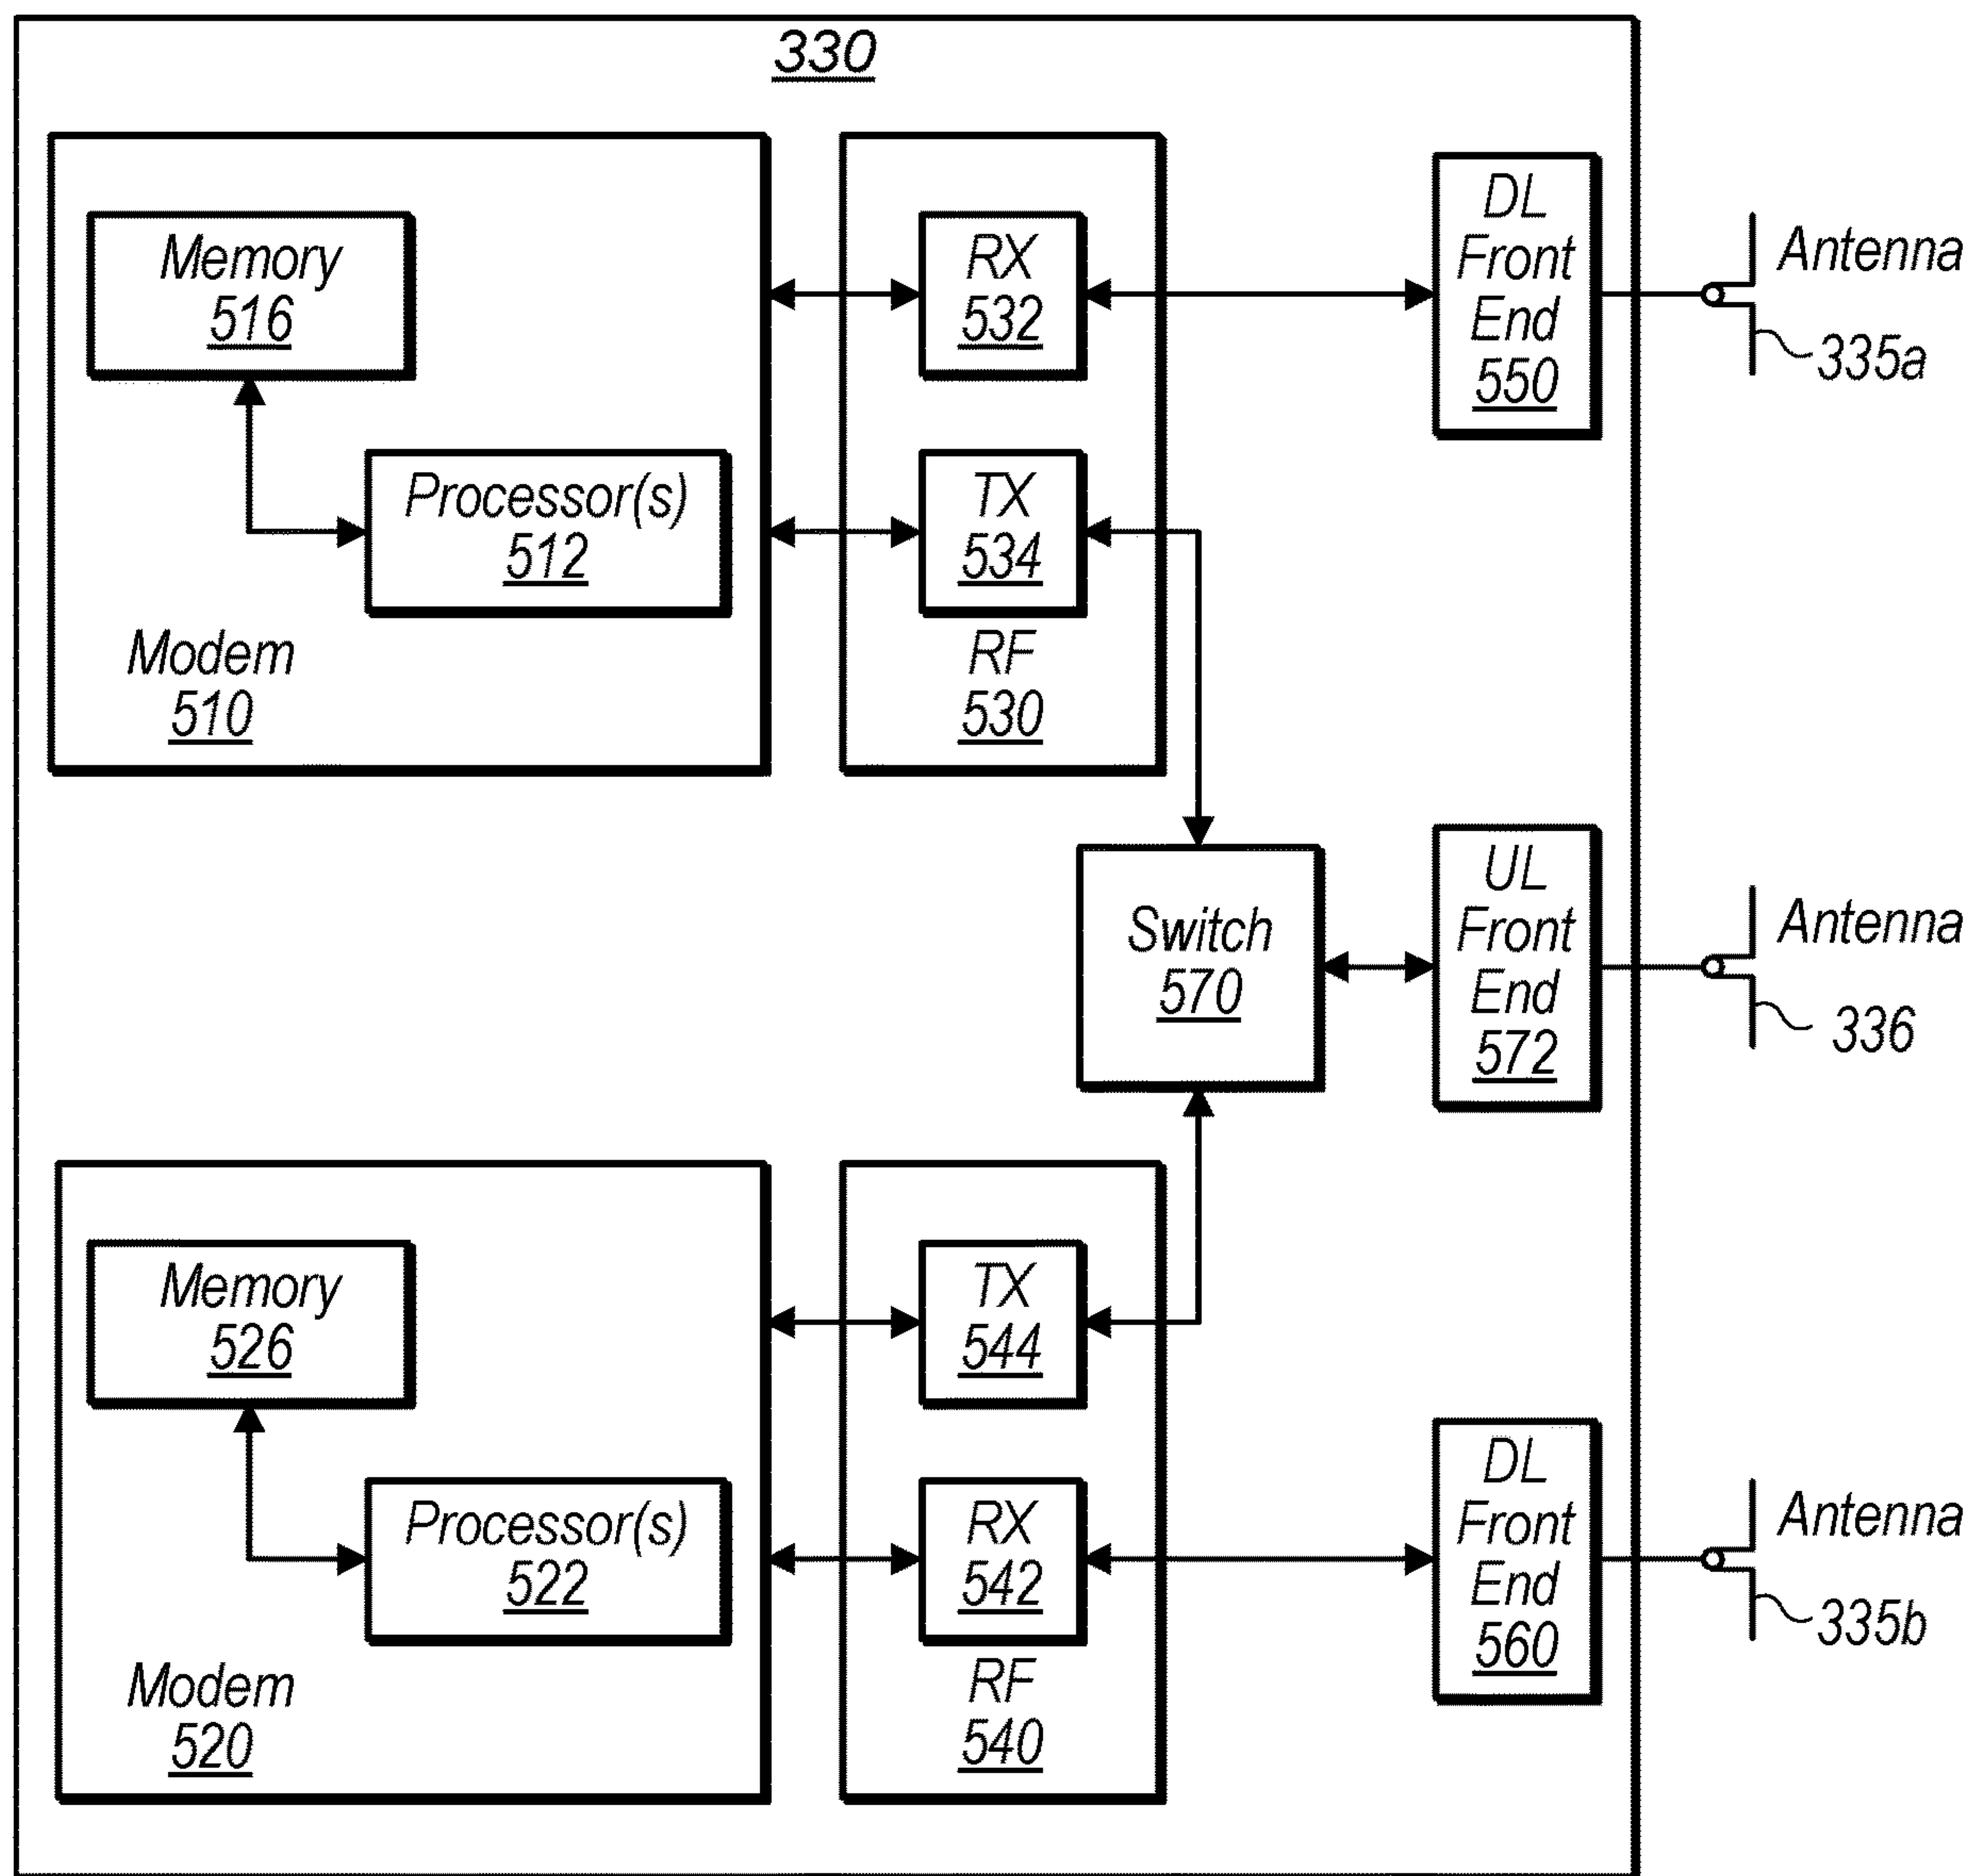 330
Memory
516
Processor(s)
512
Modem
510
RX
532
TX
534
RF
530
DL
Front
End
550
Antenna
335a
Switch
570
UL
Front
End
572
Antenna
336
Memory
526
Processor(s)
522
Modem
520
TX
544
RX
542
RF
540
DL
Front
End
560
Antenna
335b